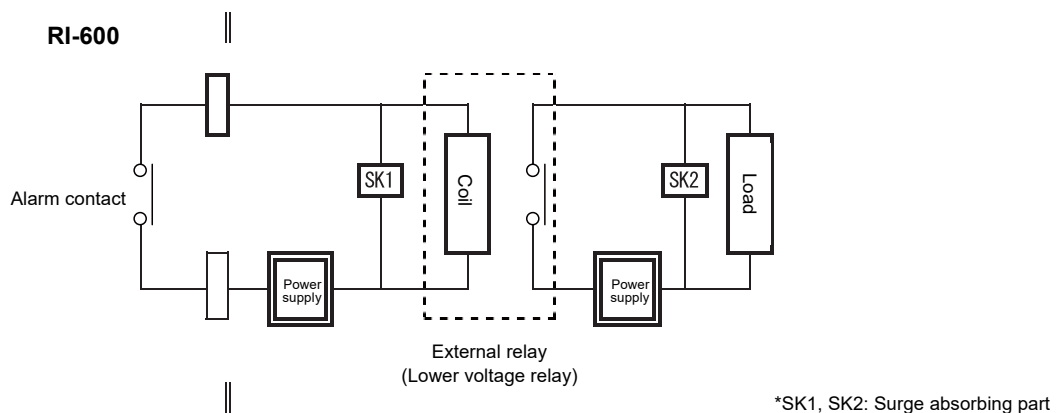 RI-600
Alarm contact
SK1
Coil
SK2
Load
Power
supply
Power
supply
External relay
(Lower voltage relay)
*SK1, SK2: Surge absorbing part